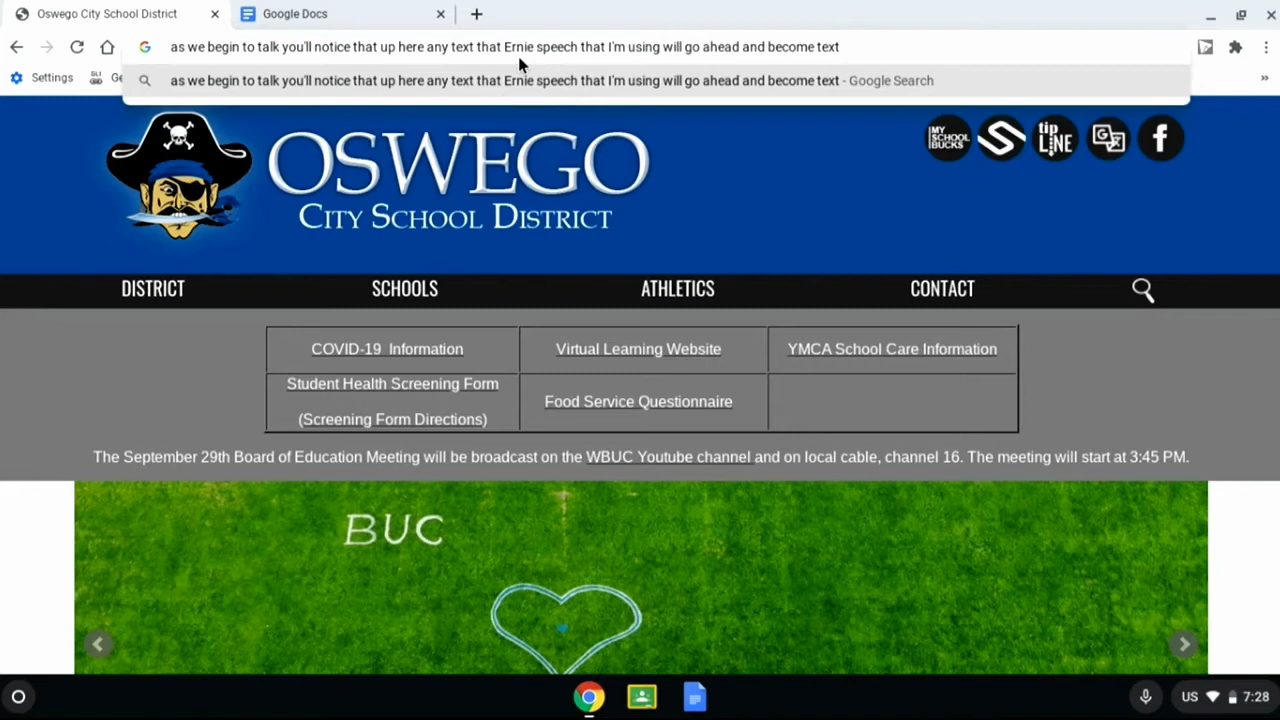 Oswego City School District
Google Docs
as we begin to talk you'll notice that up here any text that Ernie speech that I'm using will go ahead and become text
Settings
SU
Ge
as we begin to talk you'll notice that up here any text that Ernie speech that I'm using will go ahead and become text - Google Search
OSWEGO
CITY SCHOOL DISTRICT
MY SCHOOL BUCKS
tip LINE
DISTRICT SCHOOLS ATHLETICS CONTACT
COVID-19 Information Virtual Learning Website YMCA School Care Information
Student Health Screening Form
(Screening Form Directions)
Food Service Questionnaire
The September 29th Board of Education Meeting will be broadcast on the WBUC Youtube channel and on local cable, channel 16. The meeting will start at 3:45 PM.
BUC
US 7:28